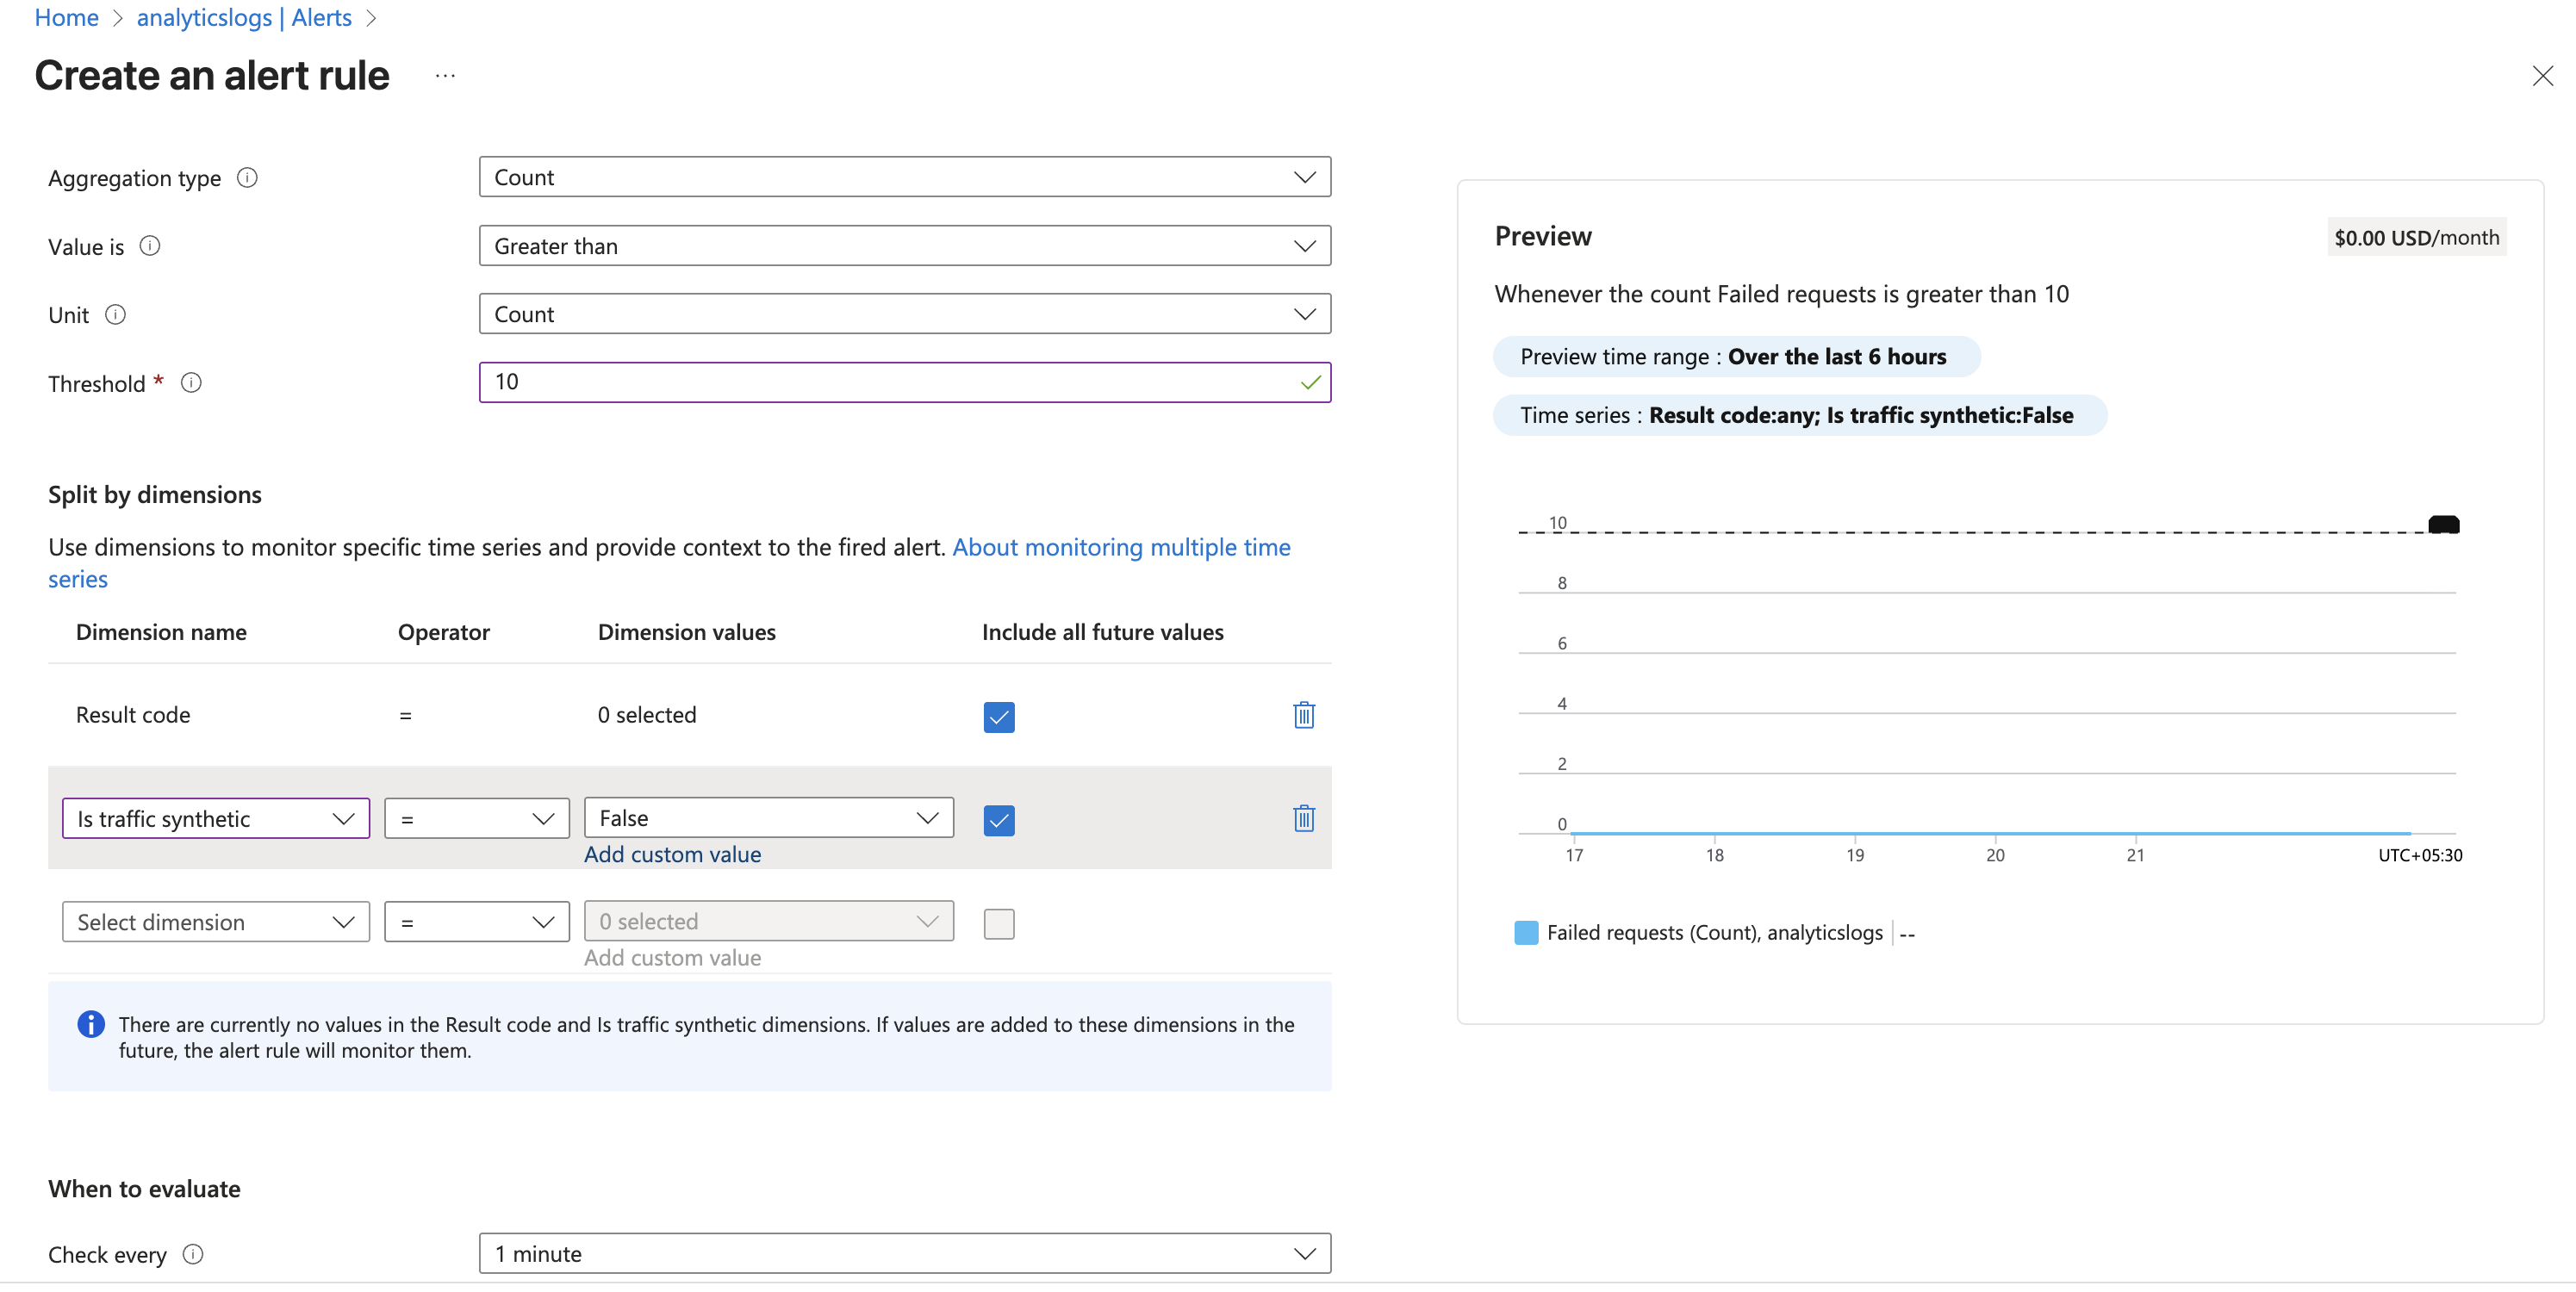 Home > analyticslogs | Alerts >
Create an alert rule ...
Aggregation type
Count
Value is
Greater than
Unit
Count
Threshold *
10
Split by dimensions
Use dimensions to monitor specific time series and provide context to the fired alert. About monitoring multiple time
series
Dimension name Operator Dimension values Include all future values
Result code = 0 selected
Is traffic synthetic = False
Add custom value
Select dimension = 0 selected
Add custom value
There are currently no values in the Result code and Is traffic synthetic dimensions. If values are added to these dimensions in the
future, the alert rule will monitor them.
When to evaluate
Check every
1 minute
Preview $0.00 USD/month
Whenever the count Failed requests is greater than 10
Preview time range : Over the last 6 hours
Time series : Result code:any; Is traffic synthetic:False
10
8
6
4
2
0
17 18 19 20 21 UTC+05:30
Failed requests (Count), analyticslogs | --